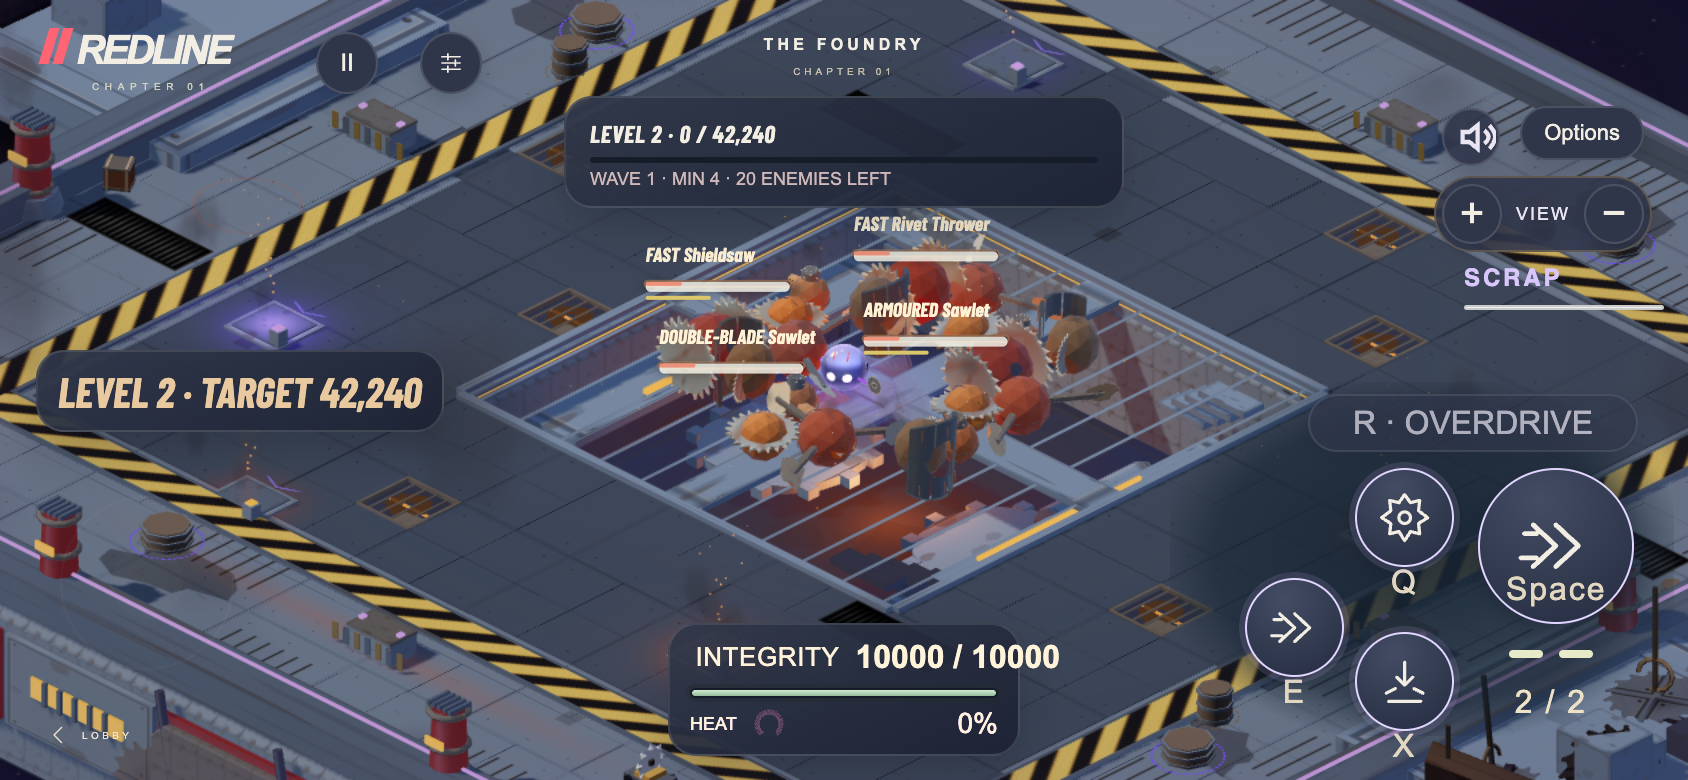 REDLINE
CHAPTER 01
THE FOUNDRY
CHAPTER 01
LEVEL 2 · 0 / 42,240
WAVE 1 · MIN 4 · 20 ENEMIES LEFT
Options
VIEW
SCRAP
FAST Rivet Thrower
FAST Shieldsaw
ARMOURED Sawlet
DOUBLE-BLADE Sawlet
LEVEL 2 · TARGET 42,240
R · OVERDRIVE
Q
Space
E
2 / 2
X
INTEGRITY 10000 / 10000
HEAT 0%
LOBBY